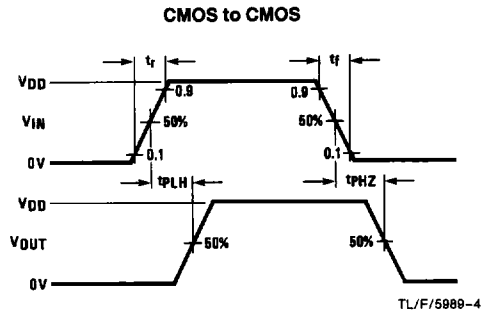 CMOS to CMOS
tr
tf
VDD
0.9
0.9
VIN
50%
50%
0.1
0.1
0V
tPLH
tPHZ
VDD
VOUT
50%
50%
0V
TL/F/5989-4